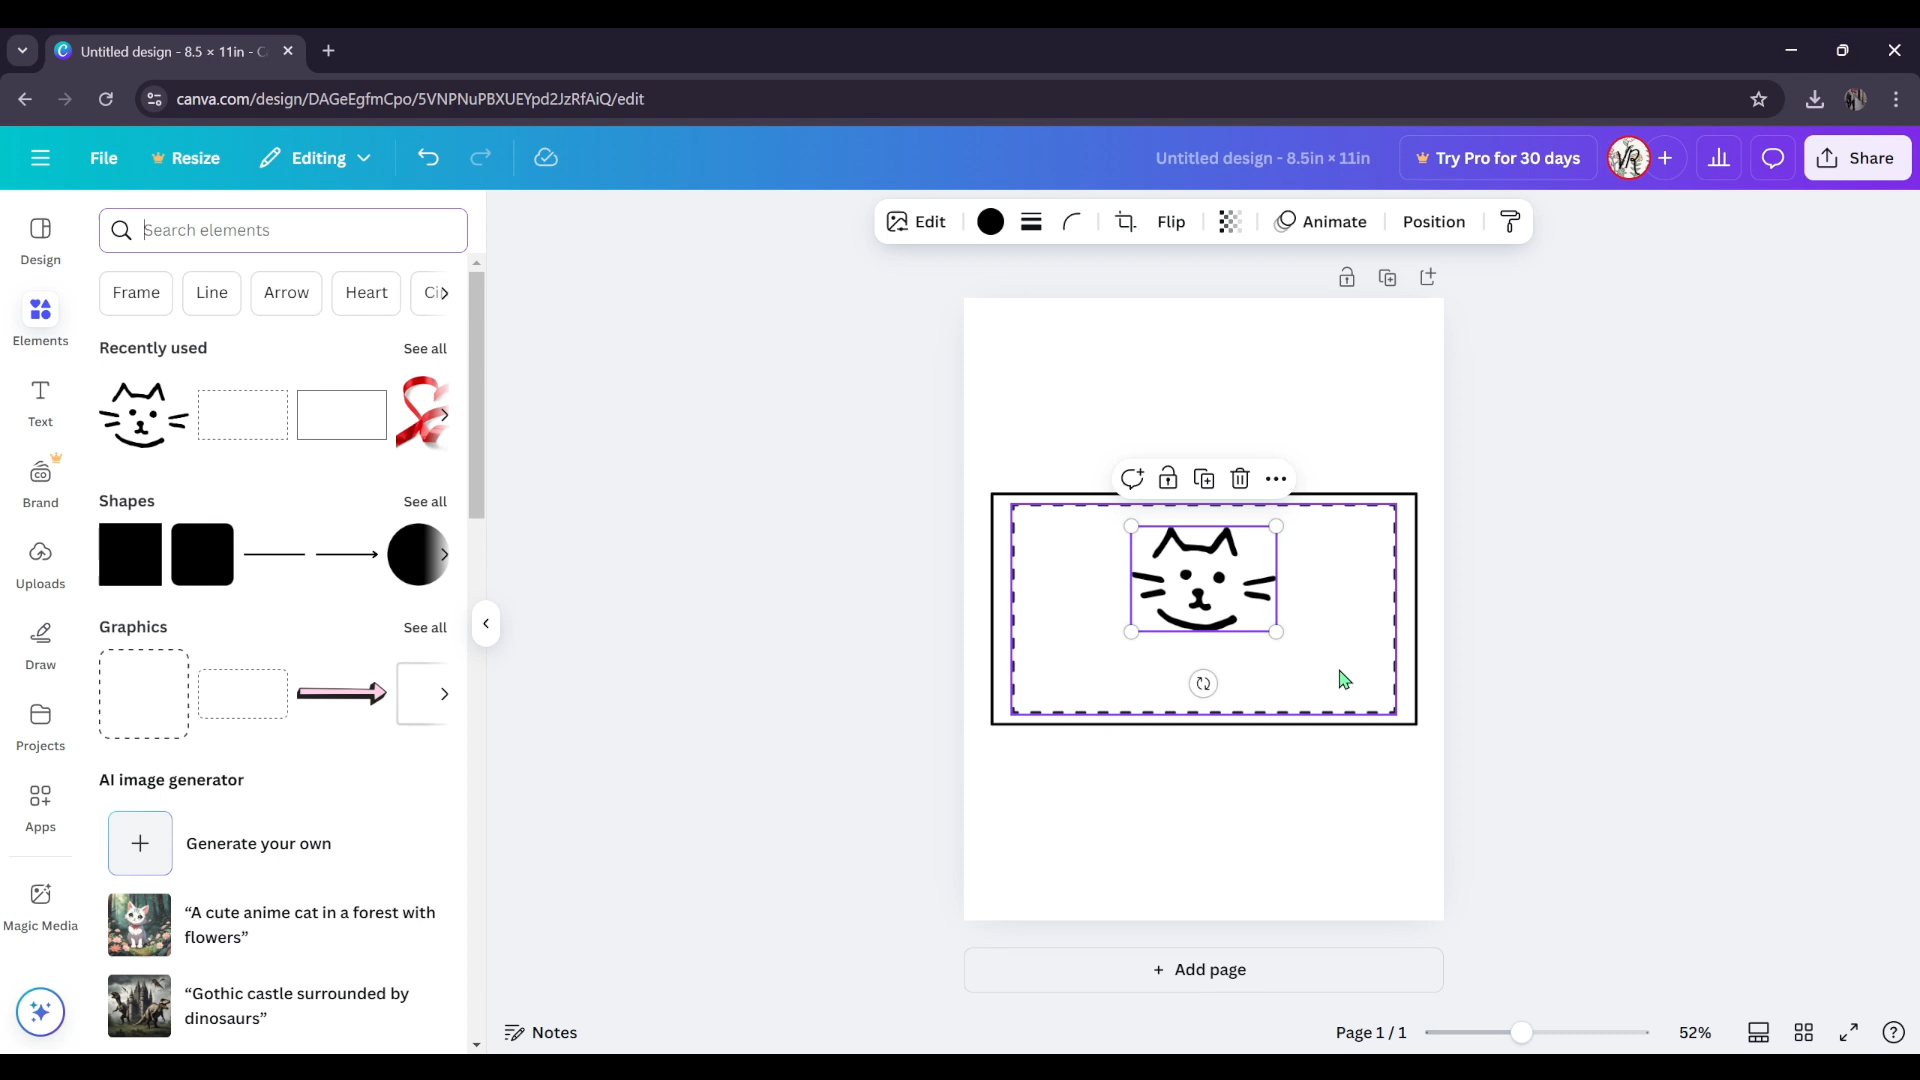 Untitled design - 8.5 × 11in - C
canva.com/design/DAGeEgfmCpo/5VNPNuPBXUEYpd2JzRfAiQ/edit
File
Resize
Editing
Untitled design - 8.5in × 11in
Try Pro for 30 days
Share
Design
Elements
Text
Brand
Uploads
Draw
Projects
Apps
Magic Media
Search elements
Frame
Line
Arrow
Heart
Ci
Recently used
See all
Shapes
See all
Graphics
See all
AI image generator
Generate your own
“A cute anime cat in a forest with
flowers”
“Gothic castle surrounded by
dinosaurs”
Edit
Flip
Animate
Position
+ Add page
Notes
Page 1 / 1
52%